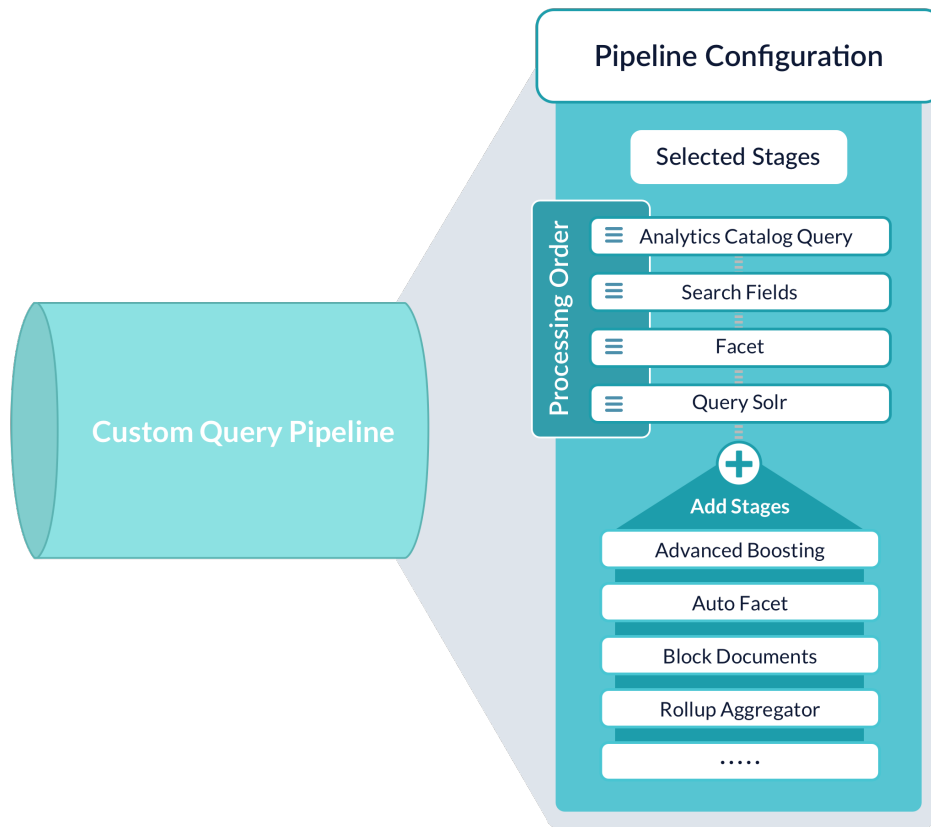 Pipeline Configuration
Selected Stages
Processing Order
Analytics Catalog Query
Search Fields
Facet
Query Solr
Custom Query Pipeline
Add Stages
Advanced Boosting
Auto Facet
Block Documents
Rollup Aggregator
.....